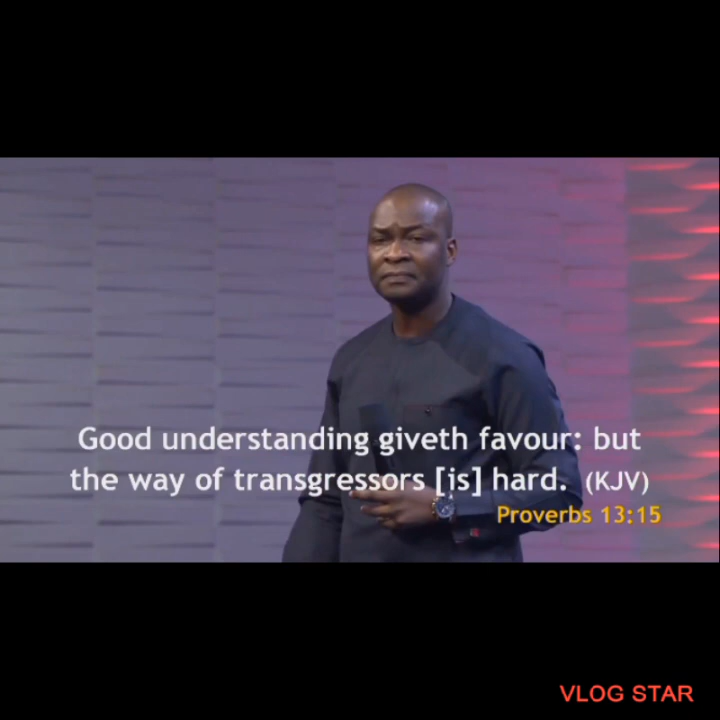 Good understanding giveth favour: but
the way of transgressors [is] hard. (KJV)
Proverbs 13:15
VLOG STAR